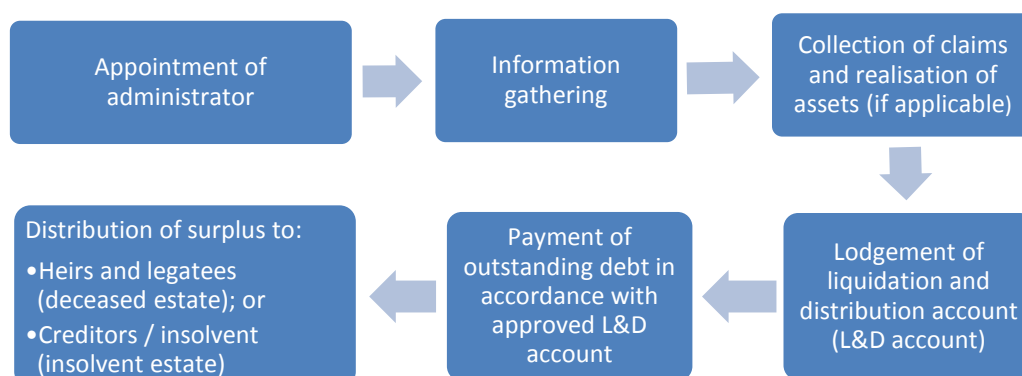 Appointment of
administrator
Information
gathering
Collection of claims
and realisation of
assets (if applicable)
Lodgement of
liquidation and
distribution account
(L&D account)
Payment of
outstanding debt in
accordance with
approved L&D
account
Distribution of surplus to:
•Heirs and legatees
(deceased estate); or
•Creditors / insolvent
(insolvent estate)